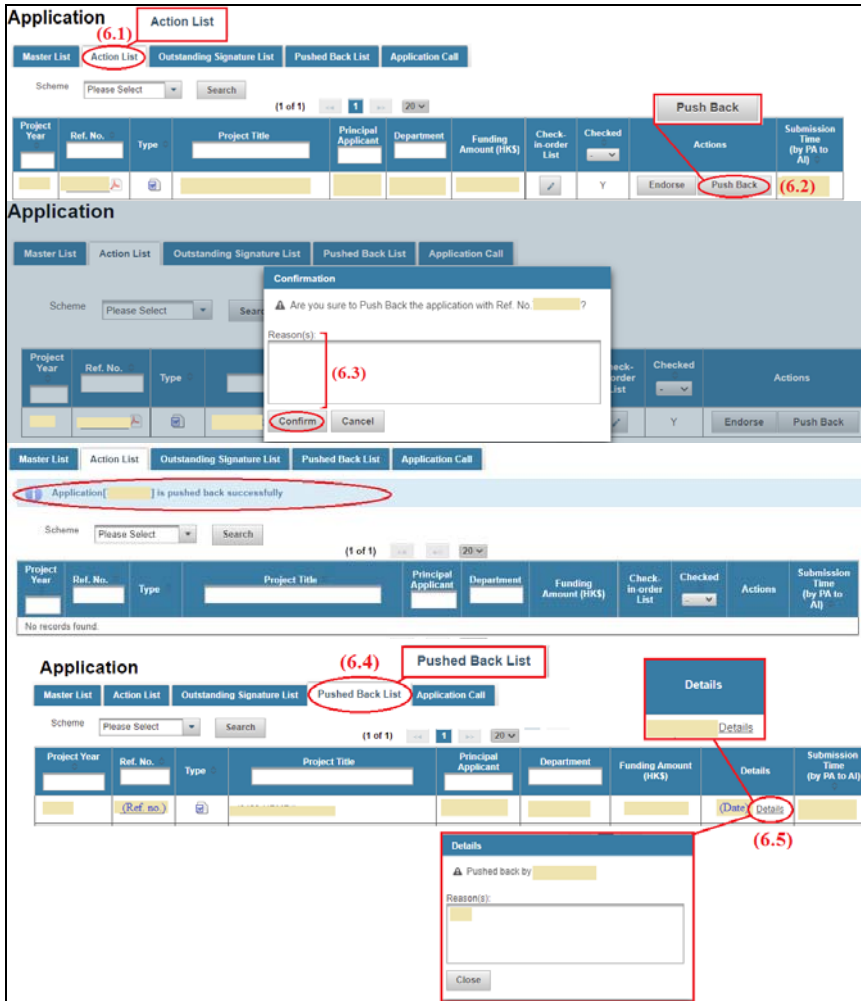 Application
(6.1)
Action List
Master List Action List Outstanding Signature List Pushed Back List Application Call
Scheme Please Select Search
(1 of 1) 1 20
Push Back
Project Year Ref. No. Type Project Title Principal Applicant Department Funding Amount (HK$) Check-in-order List Checked Actions Submission Time (by PA to AI)
-
Y Endorse Push Back (6.2)
Application
Master List Action List Outstanding Signature List Pushed Back List Application Call
Confirmation
Scheme Please Select Searc
Are you sure to Push Back the application with Ref. No. ?
Reason(s):
(6.3)
Project Year Ref. No. Type eck- order List Checked Actions
-
Confirm Cancel
Y Endorse Push Back
Master List Action List Outstanding Signature List Pushed Back List Application Call
Application[ ] is pushed back successfully
Scheme Please Select Search
(1 of 1) 20
Project Year Ref. No. Type Project Title Principal Applicant Department Funding Amount (HK$) Check-in-order List Checked Actions Submission Time (by PA to AI)
-
No records found.
Application
(6.4)
Pushed Back List
Master List Action List Outstanding Signature List Pushed Back List Application Call
Details
Details
Scheme Please Select Search
(1 of 1) 1 20
Project Year Ref. No. Type Project Title Principal Applicant Department Funding Amount (HK$) Details Submission Time (by PA to AI)
(Ref. no.) (Date) Details
(6.5)
Details
Pushed back by
Reason(s):
Close